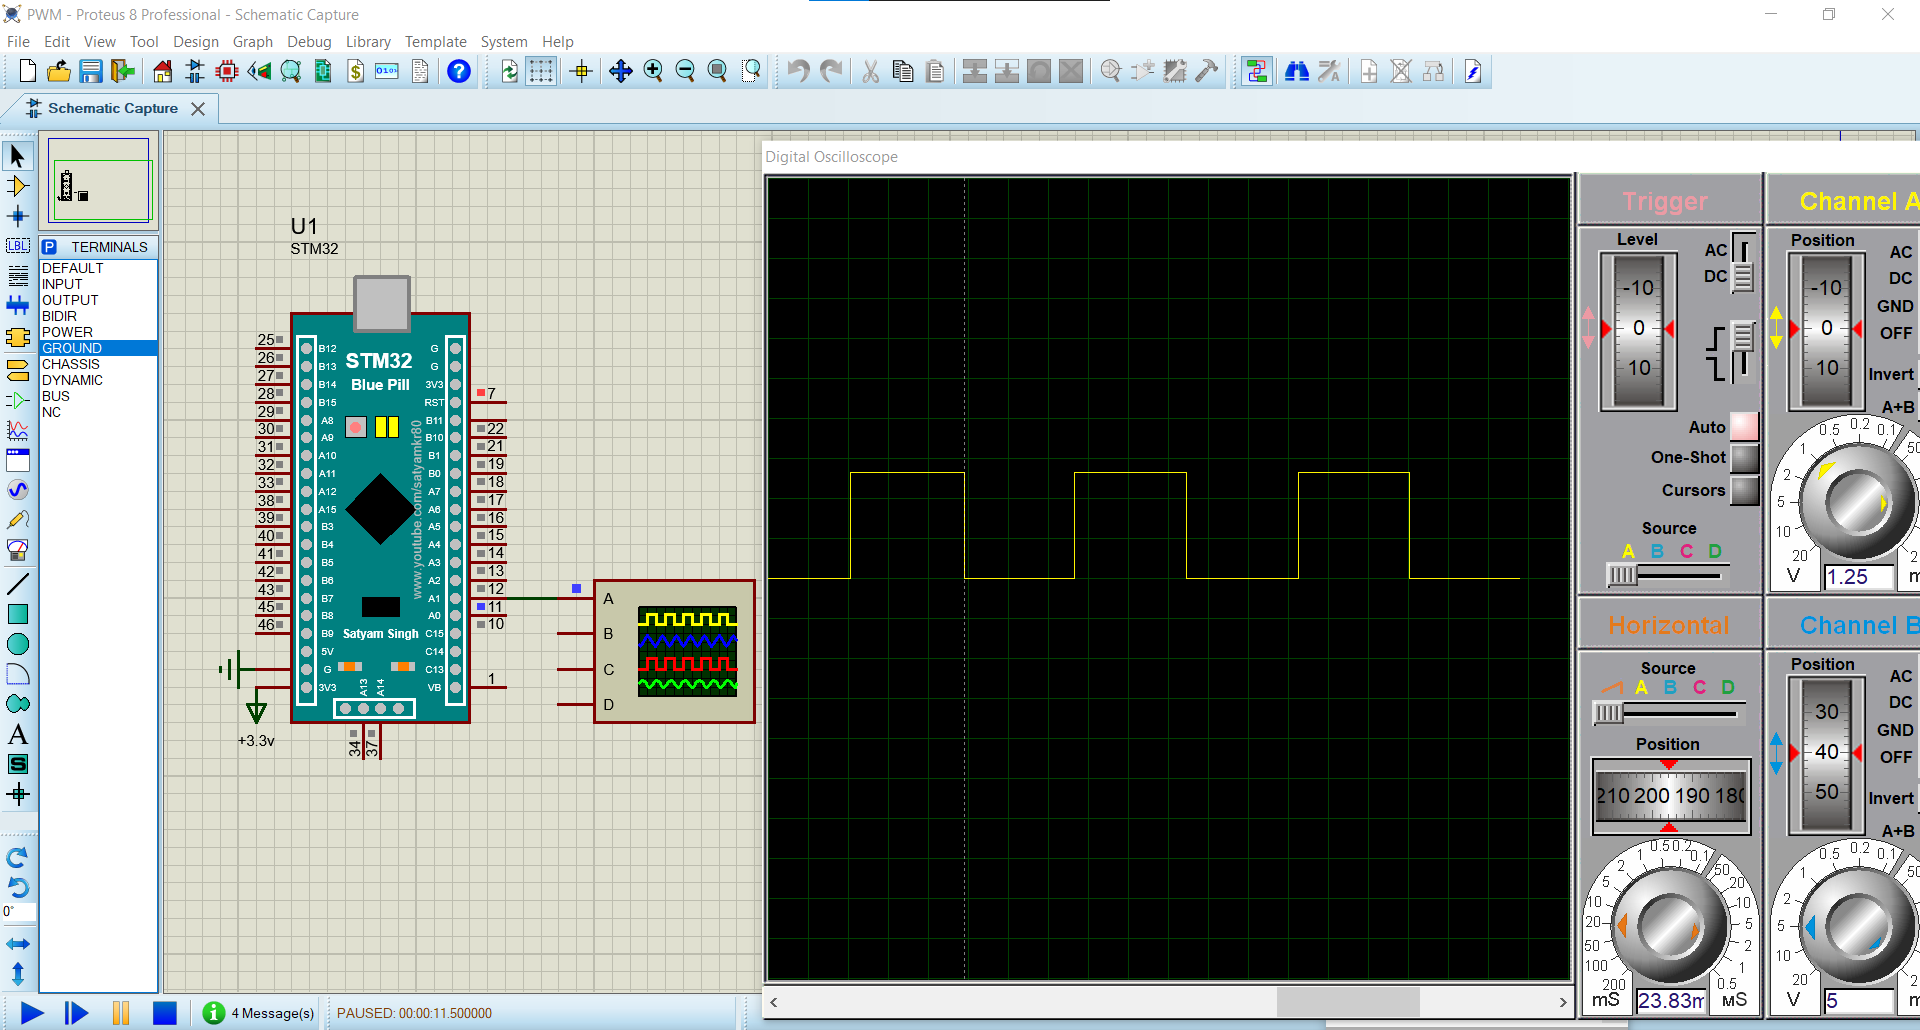 PWM - Proteus 8 Professional - Schematic Capture
File Edit View Tool Design Graph Debug Library Template System Help
Schematic Capture
Digital Oscilloscope
P TERMINALS
DEFAULT
INPUT
OUTPUT
BIDIR
POWER
GROUND
CHASSIS
DYNAMIC
BUS
NC
LBL
A
S
0°
U1
STM32
STM32
Blue Pill
www.youtube.com/satyamkr80
Satyam Singh
25 B12
26 B13
27 B14
28 B15
29 A8
30 A9
31 A10
32 A11
33 A12
38 A15
39 B3
40 B4
41 B5
42 B6
43 B7
45 B8
46 B9
5V
G
3V3
+3.3v
G
G
3V3
RST 7
B11 22
B10 21
B1 19
B0 18
A7 17
A6 16
A5 15
A4 14
A3 13
A2 12
A1 11
A0 10
C15
C14
C13
VB 1
A13 A14
34 37
A
B
C
D
Trigger
Level
-10
0
10
AC
DC
Auto
One-Shot
Cursors
Source
A B C D
Channel A
Position
-10
0
10
AC
DC
GND
OFF
Invert
A+B
20 10 5 2 1 0.5 0.2 0.1 50
V
1.25
Horizontal
Source
A B C D
Position
210 200 190 180
200 100 50 20 10 5 2 1 0.5 0.2 0.1 50 20 10 5 2 1 0.5
mS
23.83m
Channel B
Position
30
40
50
AC
DC
GND
OFF
Invert
A+B
20 10 5 2 1 0.5 0.2 0.1 50
V
5
4 Message(s)
PAUSED: 00:00:11.500000